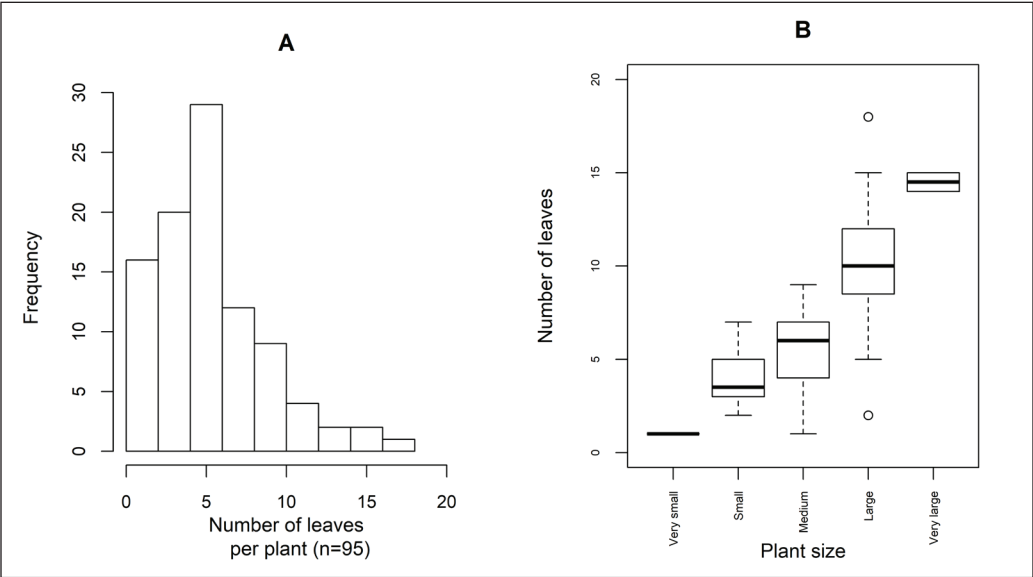 A
Frequency
30
25
20
15
10
5
0
0 5 10 15 20
Number of leaves
per plant (n=95)
B
Number of leaves
20
15
10
5
0
Very small
Small
Medium
Large
Very large
Plant size